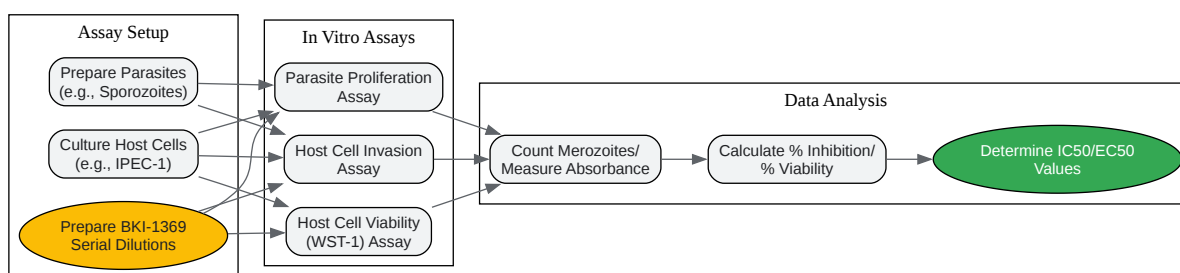 Assay Setup
Prepare Parasites
(e.g., Sporozoites)
Culture Host Cells
(e.g., IPEC-1)
Prepare BKI-1369
Serial Dilutions
In Vitro Assays
Parasite Proliferation
Assay
Host Cell Invasion
Assay
Host Cell Viability
(WST-1) Assay
Data Analysis
Count Merozoites/
Measure Absorbance
Calculate % Inhibition/
% Viability
Determine IC50/EC50
Values